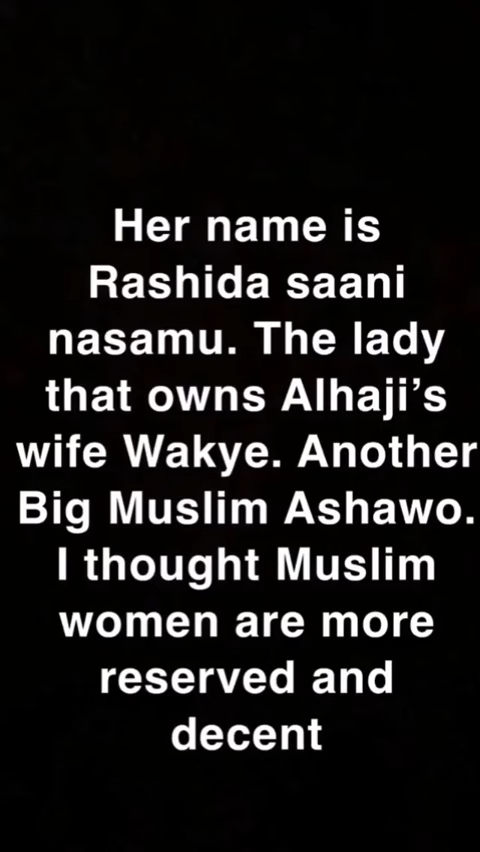 Her name is
Rashida saani
nasamu. The lady
that owns Alhaji’s
wife Wakye. Another
Big Muslim Ashawo.
I thought Muslim
women are more
reserved and
decent